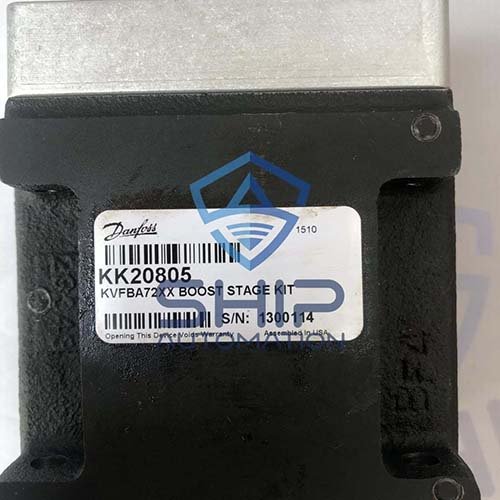 Danfoss
1510
KK20805
KVFBA72XX BOOST STAGE KIT
S/N: 1300114
Opening This Device Voids Warranty Assembled In USA
SHIP
AUTOMATION